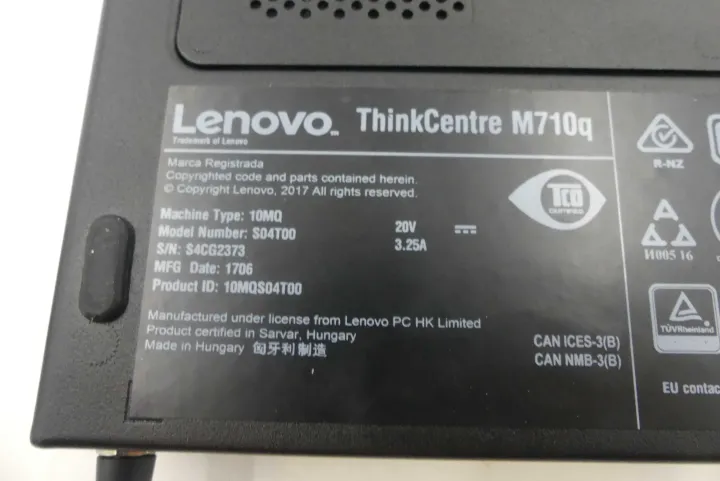 Lenovo ThinkCentre M710q
Trademark of Lenovo
Marca Registrada
Copyrighted code and parts contained herein.
© Copyright Lenovo, 2017 All rights reserved.
Machine Type: 10MQ
Model Number: S04T00
S/N: S4CG2373
MFG Date: 1706
Product ID: 10MQS04T00
20V
3.25A
Manufactured under license from Lenovo PC HK Limited
Product certified in Sarvar, Hungary
Made in Hungary 匈牙利制造
TCO
CAN ICES-3(B)
CAN NMB-3(B)
R-NZ
И005 16
TÜVRheinland
EU contac